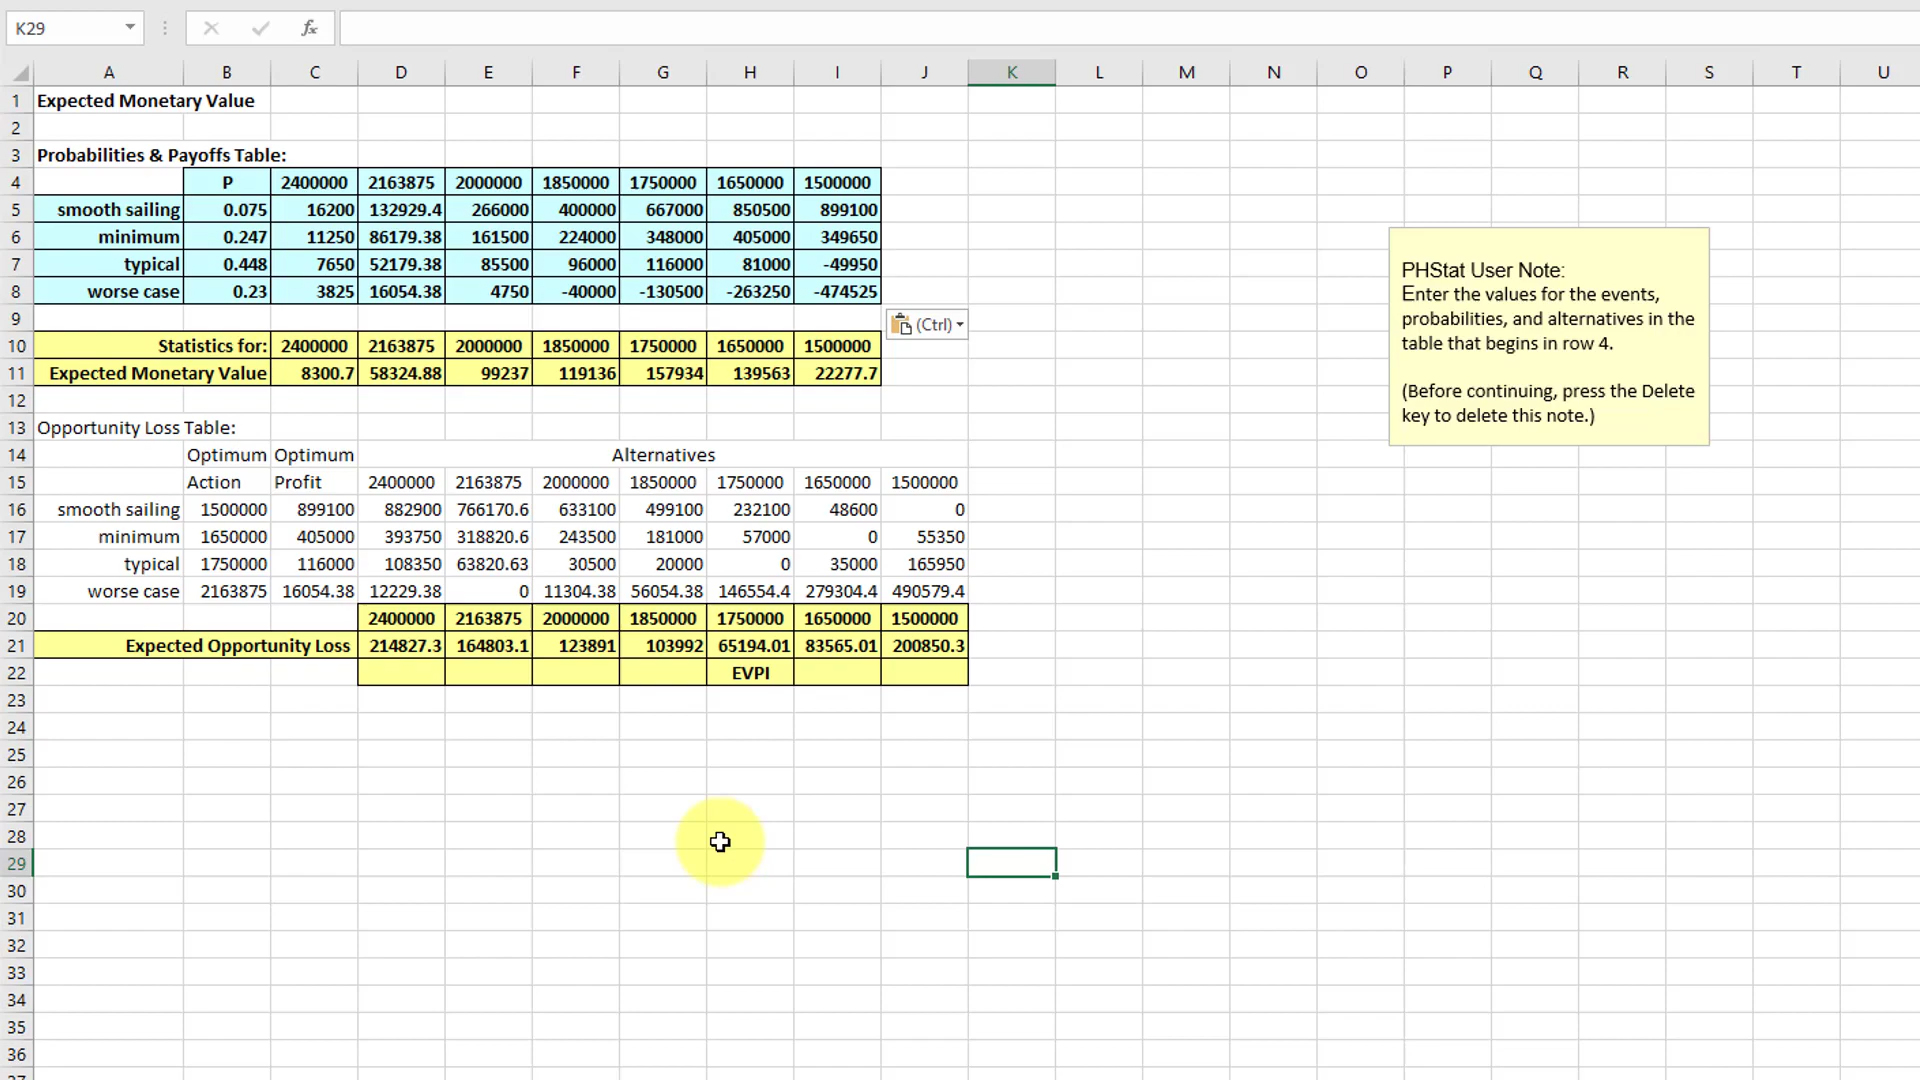 K29
fx
A B C D E F G H I J K L M N O P Q R S T U
1 Expected Monetary Value
2
3 Probabilities & Payoffs Table:
4 P 2400000 2163875 2000000 1850000 1750000 1650000 1500000
5 smooth sailing 0.075 16200 132929.4 266000 400000 667000 850500 899100
6 minimum 0.247 11250 86179.38 161500 224000 348000 405000 349650
7 typical 0.448 7650 52179.38 85500 96000 116000 81000 -49950
8 worse case 0.23 3825 16054.38 4750 -40000 -130500 -263250 -474525
9
(Ctrl)
10 Statistics for: 2400000 2163875 2000000 1850000 1750000 1650000 1500000
11 Expected Monetary Value 8300.7 58324.88 99237 119136 157934 139563 22277.7
12
13 Opportunity Loss Table:
14 Optimum Optimum Alternatives
15 Action Profit 2400000 2163875 2000000 1850000 1750000 1650000 1500000
16 smooth sailing 1500000 899100 882900 766170.6 633100 499100 232100 48600 0
17 minimum 1650000 405000 393750 318820.6 243500 181000 57000 0 55350
18 typical 1750000 116000 108350 63820.63 30500 20000 0 35000 165950
19 worse case 2163875 16054.38 12229.38 0 11304.38 56054.38 146554.4 279304.4 490579.4
20 2400000 2163875 2000000 1850000 1750000 1650000 1500000
21 Expected Opportunity Loss 214827.3 164803.1 123891 103992 65194.01 83565.01 200850.3
22 EVPI
23
24
25
26
27
28
29
30
31
32
33
34
35
36
37
PHStat User Note:
Enter the values for the events,
probabilities, and alternatives in the
table that begins in row 4.
(Before continuing, press the Delete
key to delete this note.)